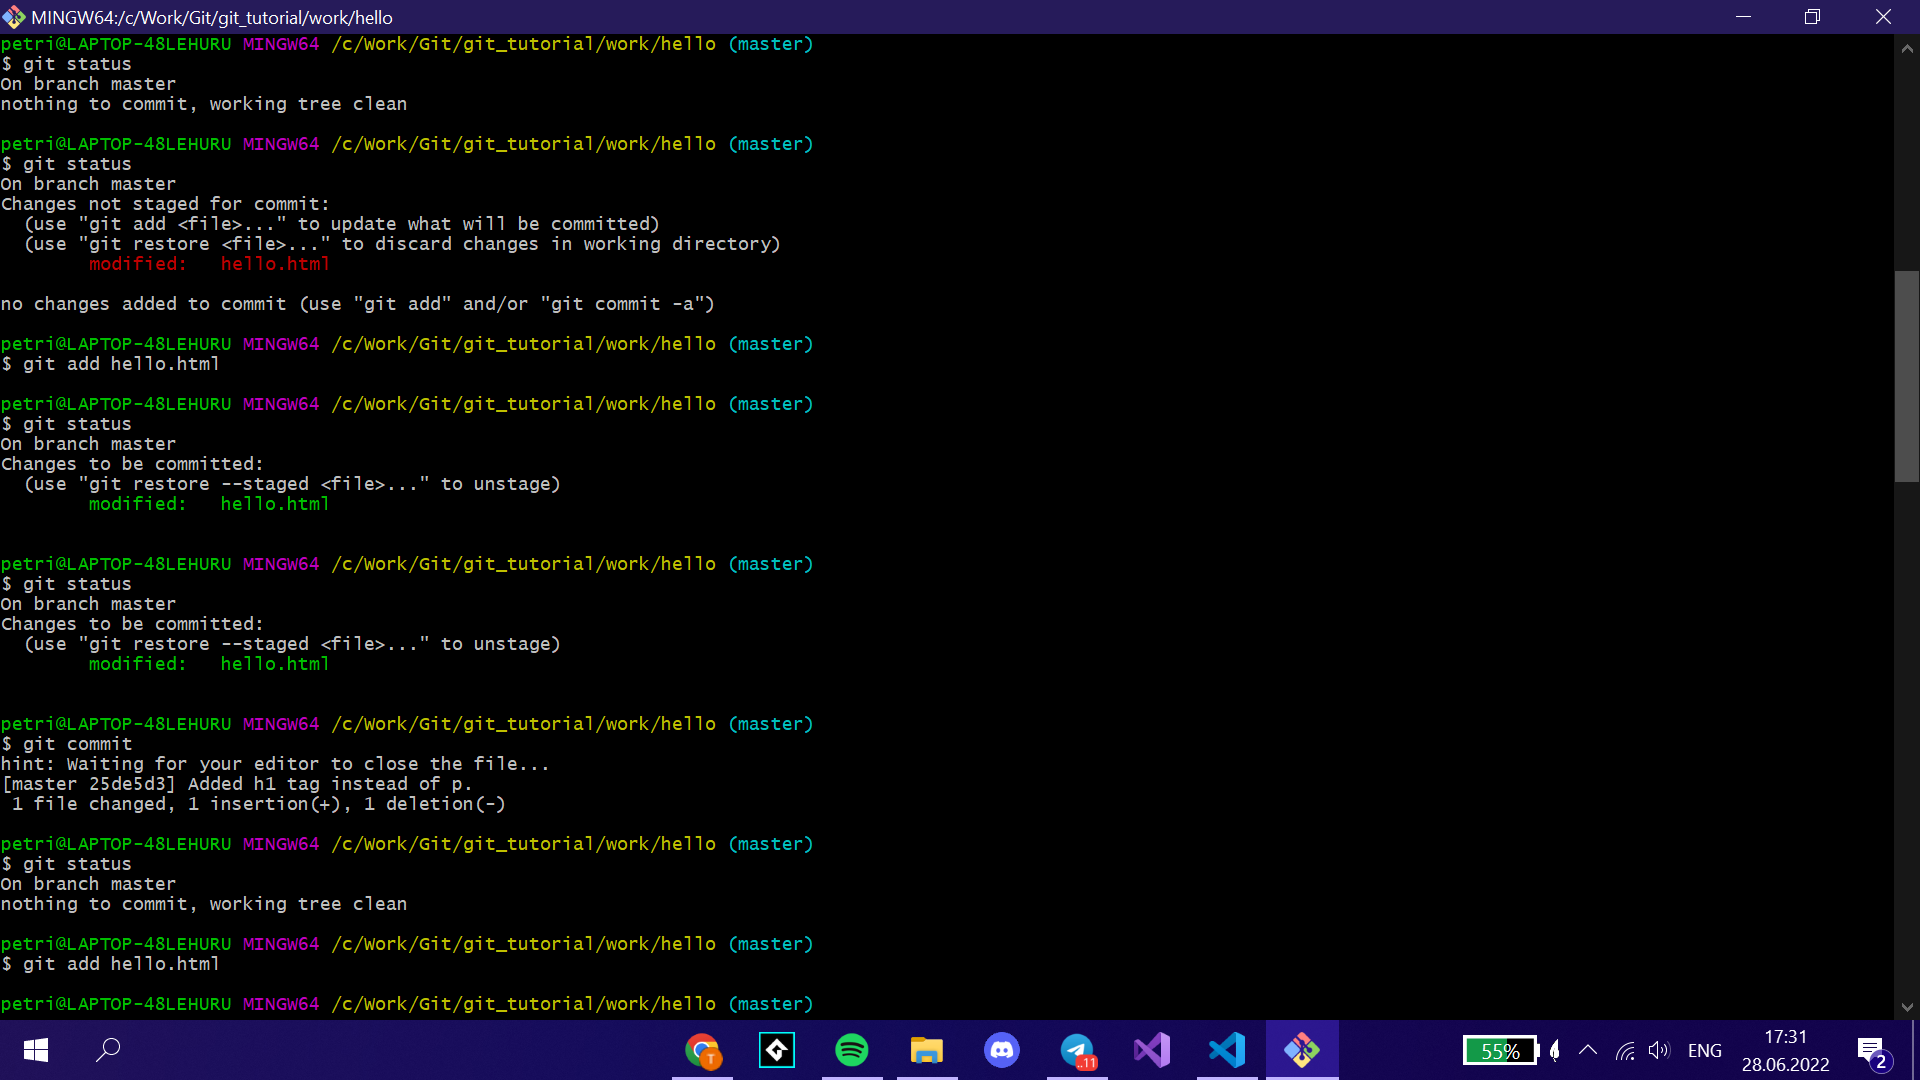 MINGW64:/c/Work/Git/git_tutorial/work/hello
petri@LAPTOP-48LEHURU MINGW64 /c/Work/Git/git_tutorial/work/hello (master)
$ git status
On branch master
nothing to commit, working tree clean
petri@LAPTOP-48LEHURU MINGW64 /c/Work/Git/git_tutorial/work/hello (master)
$ git status
On branch master
Changes not staged for commit:
  (use "git add <file>..." to update what will be committed)
  (use "git restore <file>..." to discard changes in working directory)
        modified:   hello.html
no changes added to commit (use "git add" and/or "git commit -a")
petri@LAPTOP-48LEHURU MINGW64 /c/Work/Git/git_tutorial/work/hello (master)
$ git add hello.html
petri@LAPTOP-48LEHURU MINGW64 /c/Work/Git/git_tutorial/work/hello (master)
$ git status
On branch master
Changes to be committed:
  (use "git restore --staged <file>..." to unstage)
        modified:   hello.html
petri@LAPTOP-48LEHURU MINGW64 /c/Work/Git/git_tutorial/work/hello (master)
$ git status
On branch master
Changes to be committed:
  (use "git restore --staged <file>..." to unstage)
        modified:   hello.html
petri@LAPTOP-48LEHURU MINGW64 /c/Work/Git/git_tutorial/work/hello (master)
$ git commit
hint: Waiting for your editor to close the file...
[master 25de5d3] Added h1 tag instead of p.
 1 file changed, 1 insertion(+), 1 deletion(-)
petri@LAPTOP-48LEHURU MINGW64 /c/Work/Git/git_tutorial/work/hello (master)
$ git status
On branch master
nothing to commit, working tree clean
petri@LAPTOP-48LEHURU MINGW64 /c/Work/Git/git_tutorial/work/hello (master)
$ git add hello.html
petri@LAPTOP-48LEHURU MINGW64 /c/Work/Git/git_tutorial/work/hello (master)
T
..11
55%
ENG
17:31
28.06.2022
2